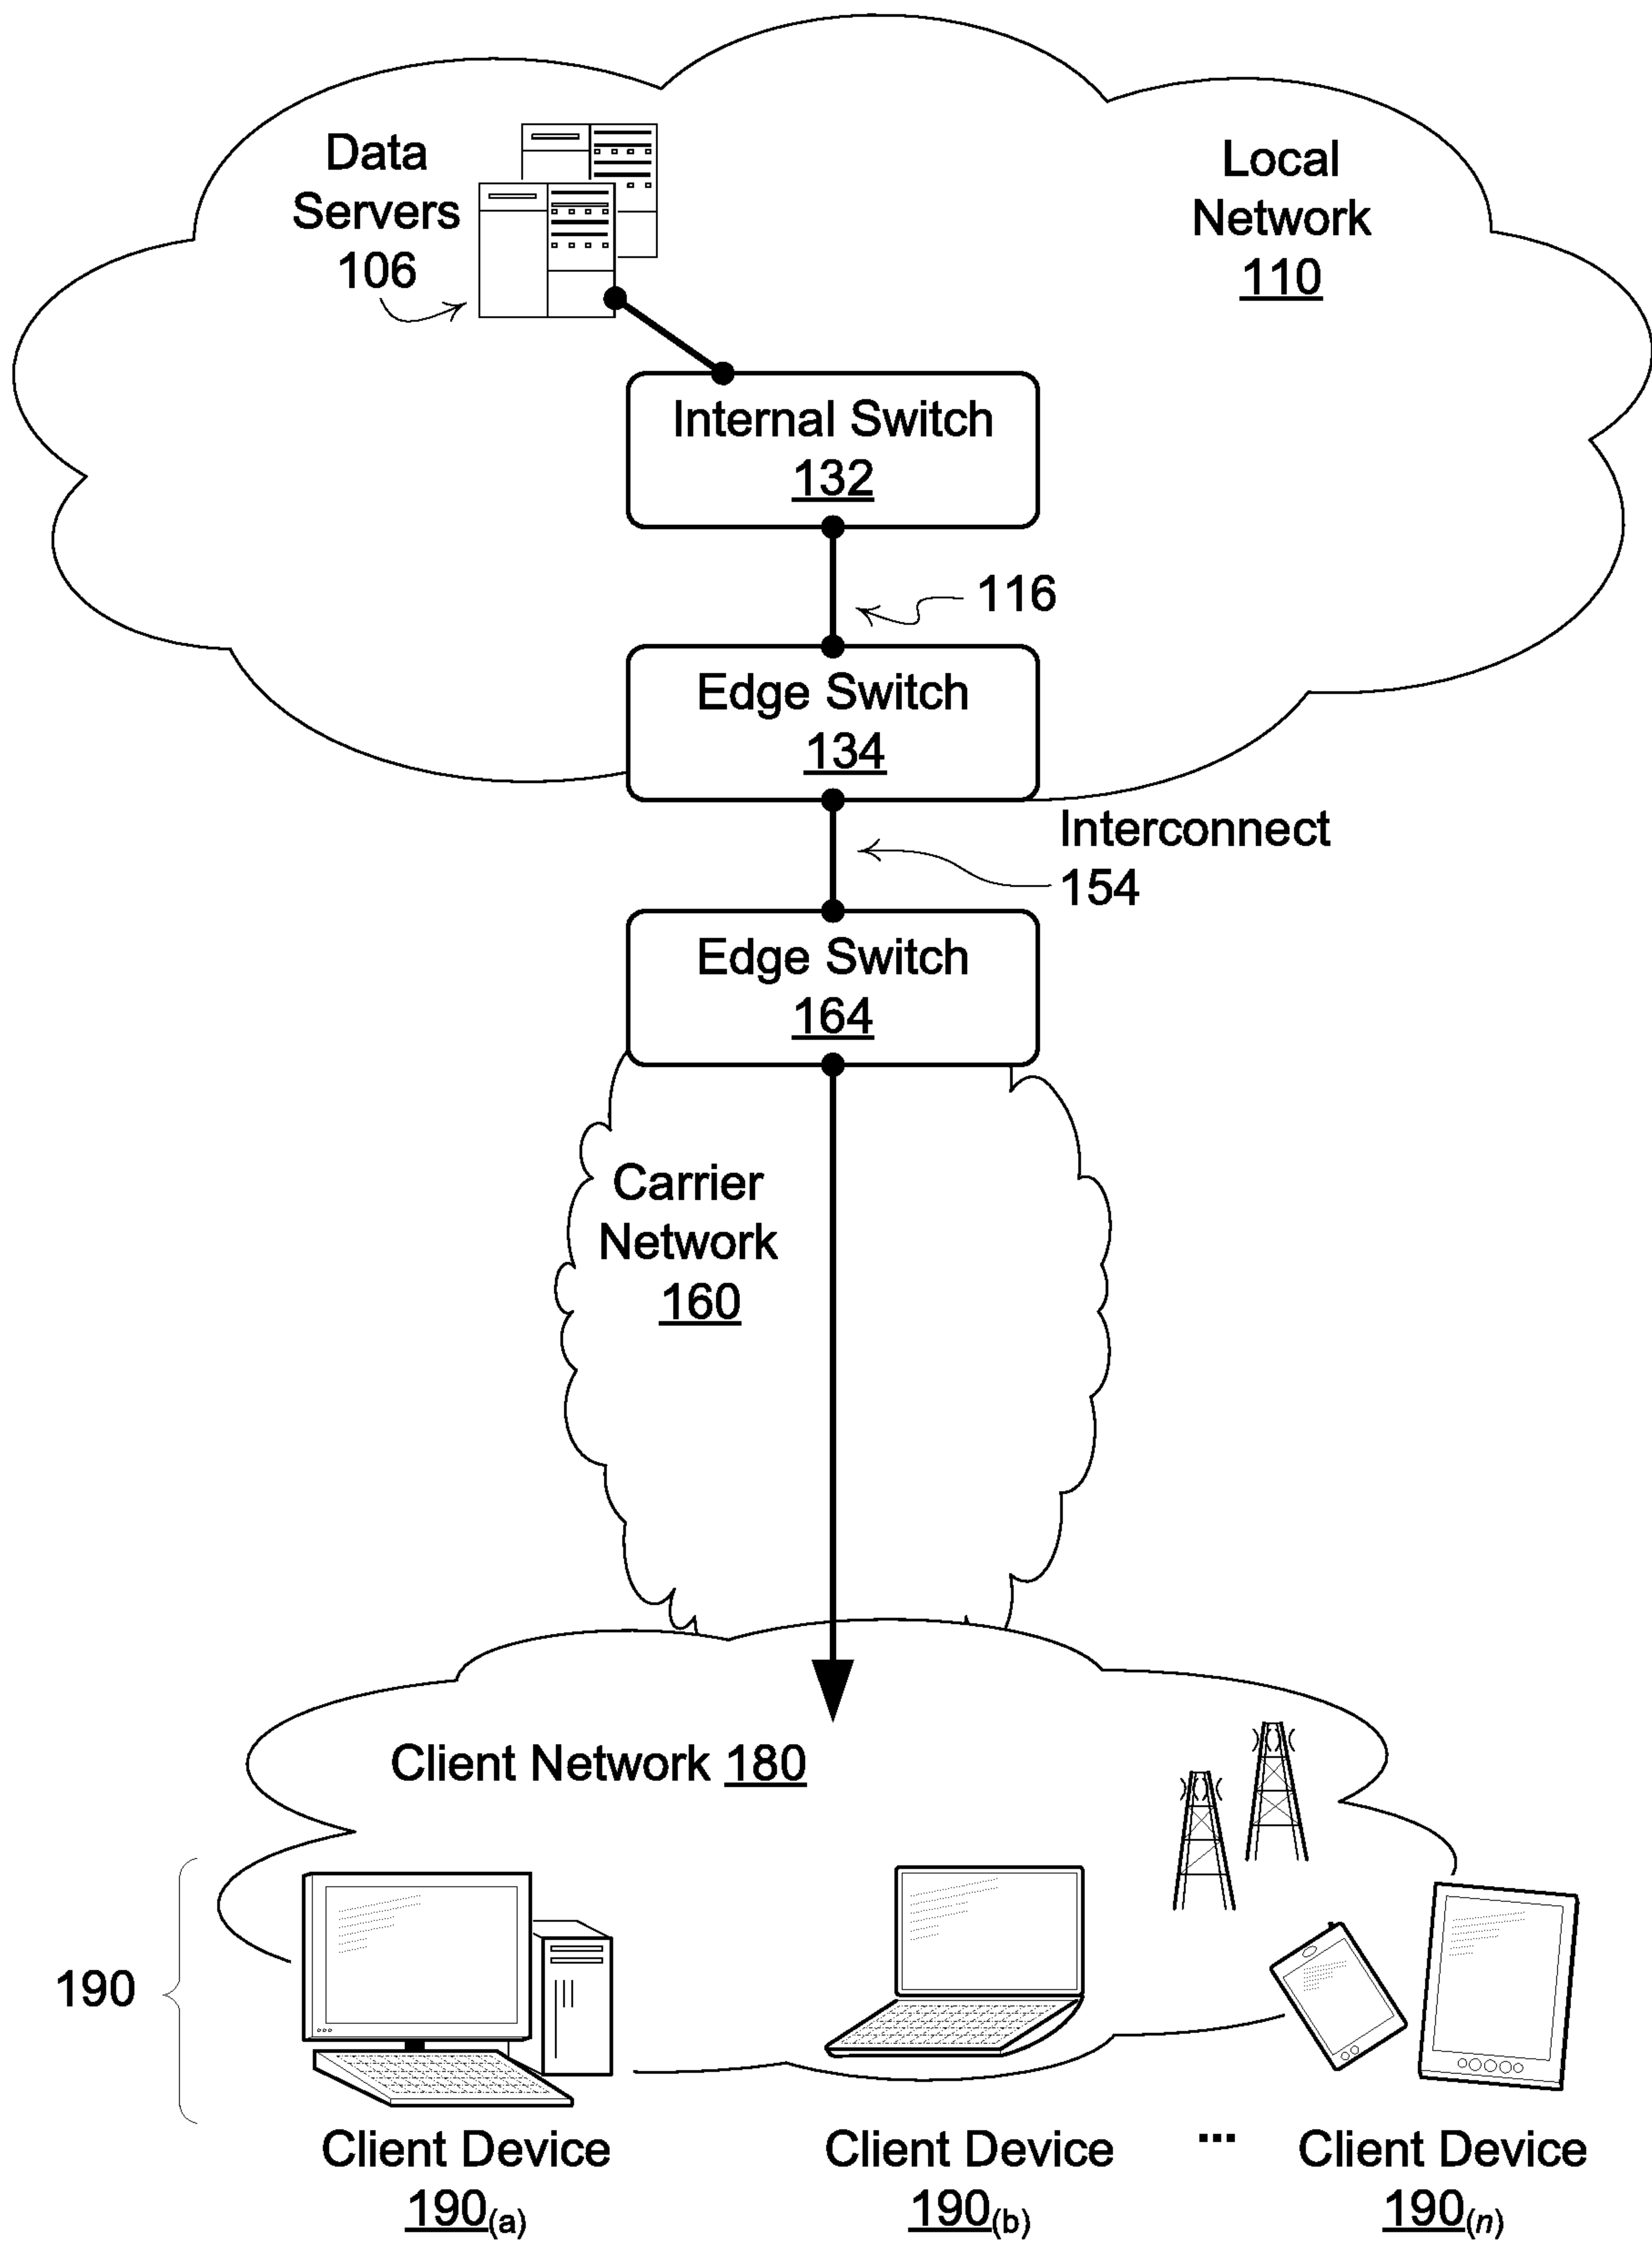 Data
Servers
106
Local
Network
110
Internal Switch
132
116
Edge Switch
134
Interconnect
154
Edge Switch
164
Carrier
Network
160
Client Network 180
190
Client Device
190(a)
Client Device
190(b)
...
Client Device
190(n)